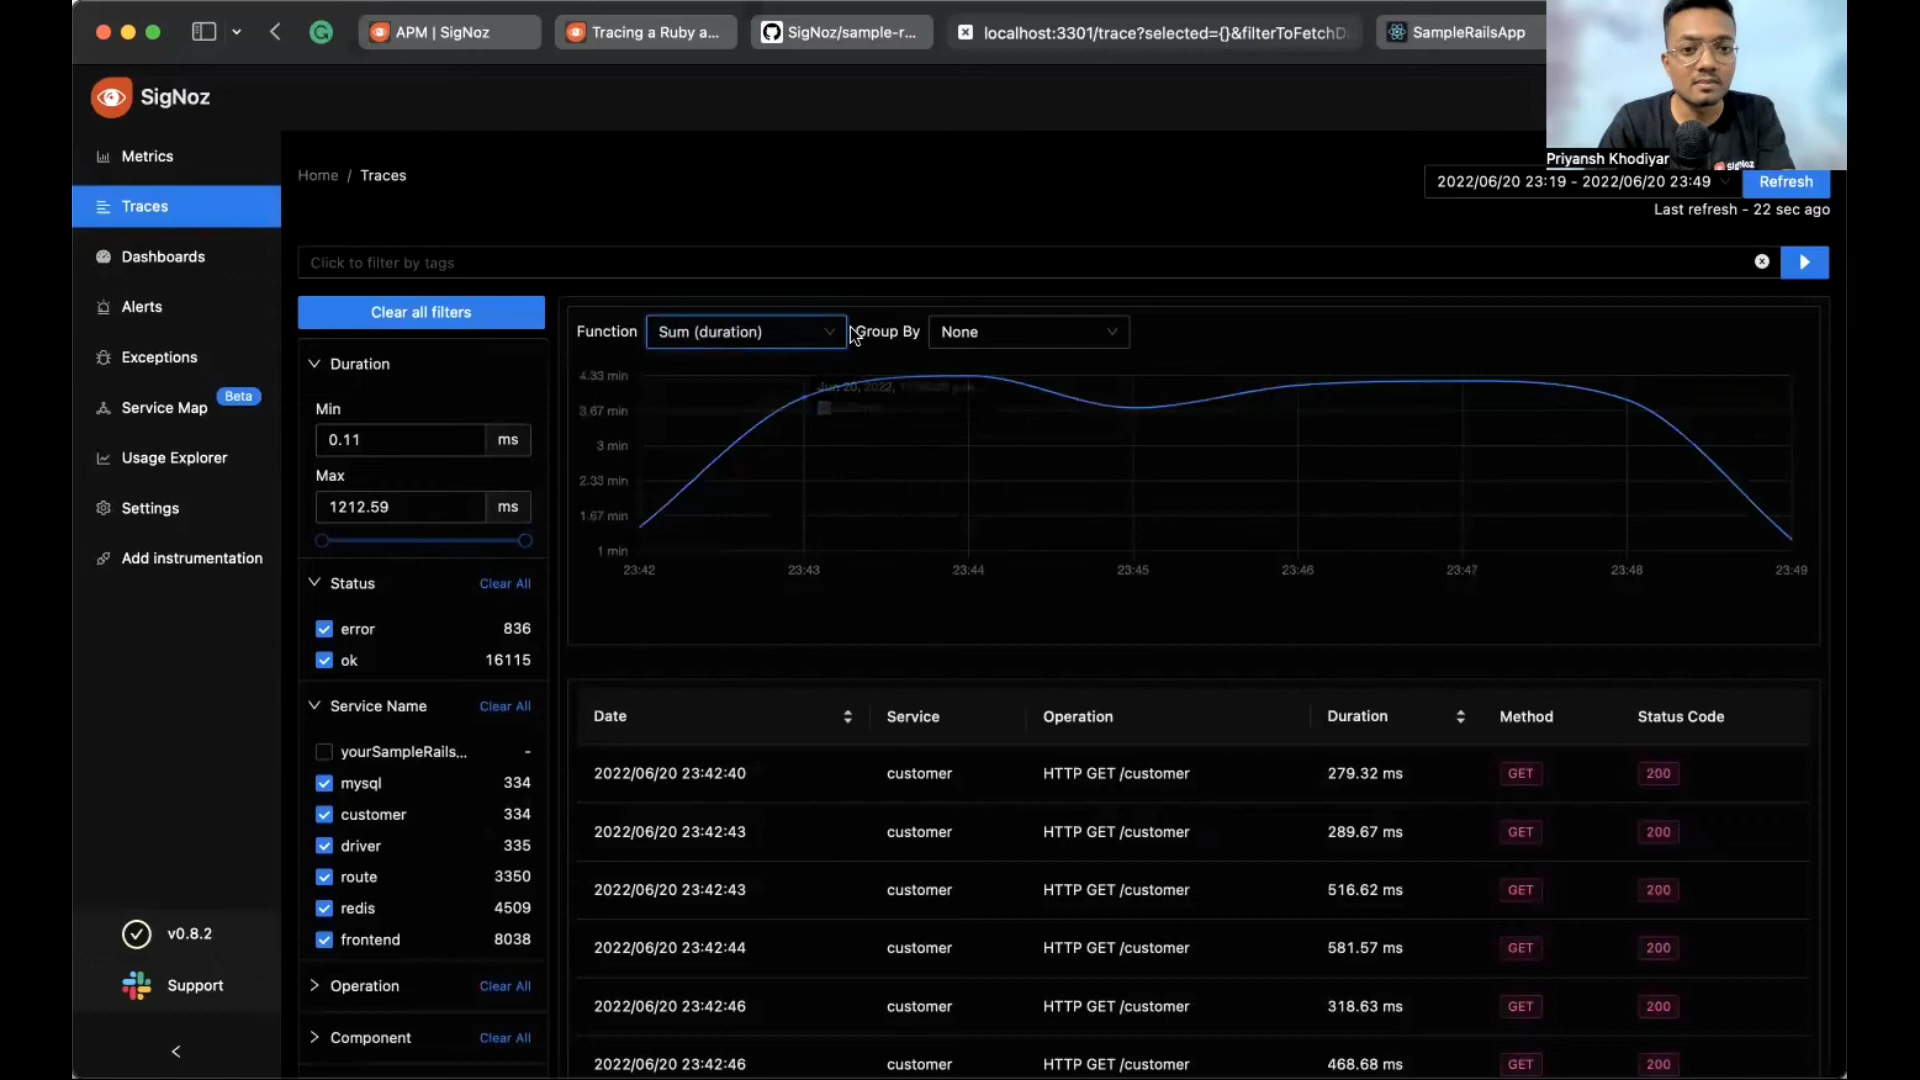 APM | SigNoz
Tracing a Ruby a...
SigNoz/sample-r...
localhost:3301/trace?selected={}&filterToFetchD
SampleRailsApp
SigNoz
Priyansh Khodiyar
SigNoz
Metrics
Traces
Dashboards
Alerts
Exceptions
Service Map
Beta
Usage Explorer
Settings
Add instrumentation
v0.8.2
Support
Home / Traces
2022/06/20 23:19 - 2022/06/20 23:49
Refresh
Last refresh - 22 sec ago
Click to filter by tags
Clear all filters
Duration
Min
0.11 ms
Max
1212.59 ms
Status Clear All
error 836
ok 16115
Service Name Clear All
yourSampleRails... -
mysql 334
customer 334
driver 335
route 3350
redis 4509
frontend 8038
Operation Clear All
Component Clear All
Function Sum (duration) Group By None
4.33 min
Jun 20, 2022,
3.67 min
3 min
2.33 min
1.67 min
1 min
23:42 23:43 23:44 23:45 23:46 23:47 23:48 23:49
Date Service Operation Duration Method Status Code
2022/06/20 23:42:40 customer HTTP GET /customer 279.32 ms GET 200
2022/06/20 23:42:43 customer HTTP GET /customer 289.67 ms GET 200
2022/06/20 23:42:43 customer HTTP GET /customer 516.62 ms GET 200
2022/06/20 23:42:44 customer HTTP GET /customer 581.57 ms GET 200
2022/06/20 23:42:46 customer HTTP GET /customer 318.63 ms GET 200
2022/06/20 23:42:46 customer HTTP GET /customer 468.68 ms GET 200